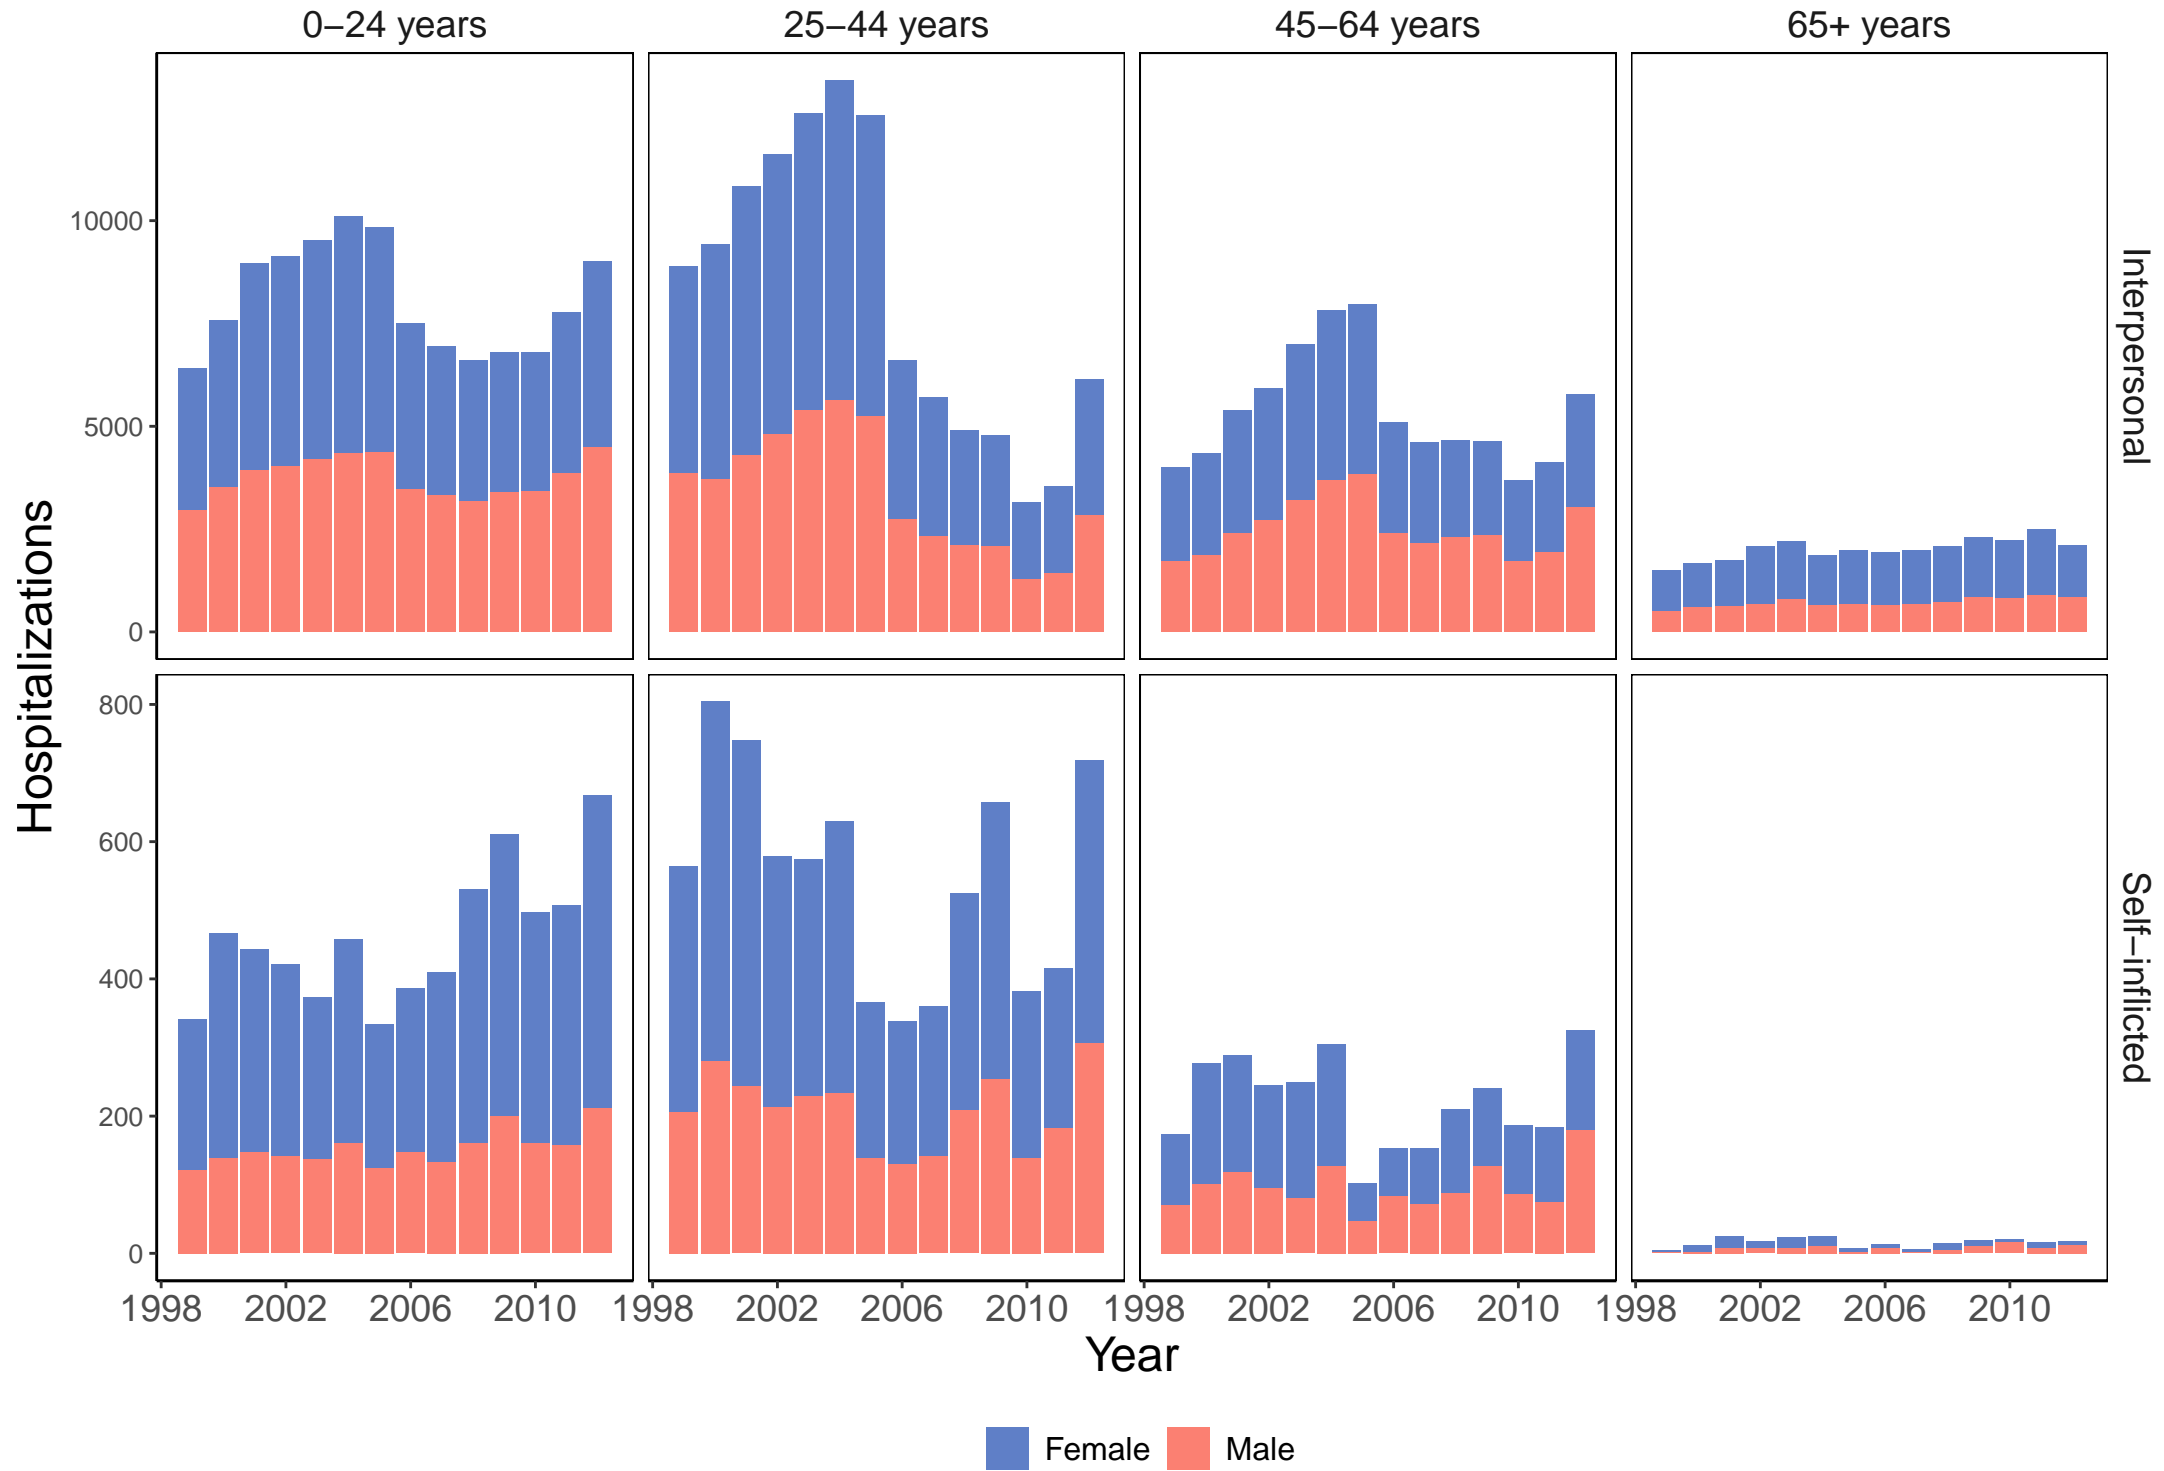 0−24 years
25−44 years
45−64 years
65+ years
10000
5000
0
Interpersonal
Hospitalizations
800
600
400
200
0
Self−inflicted
1998 2002 2006 2010
1998 2002 2006 2010
1998 2002 2006 2010
1998 2002 2006 2010
Year
Female
Male